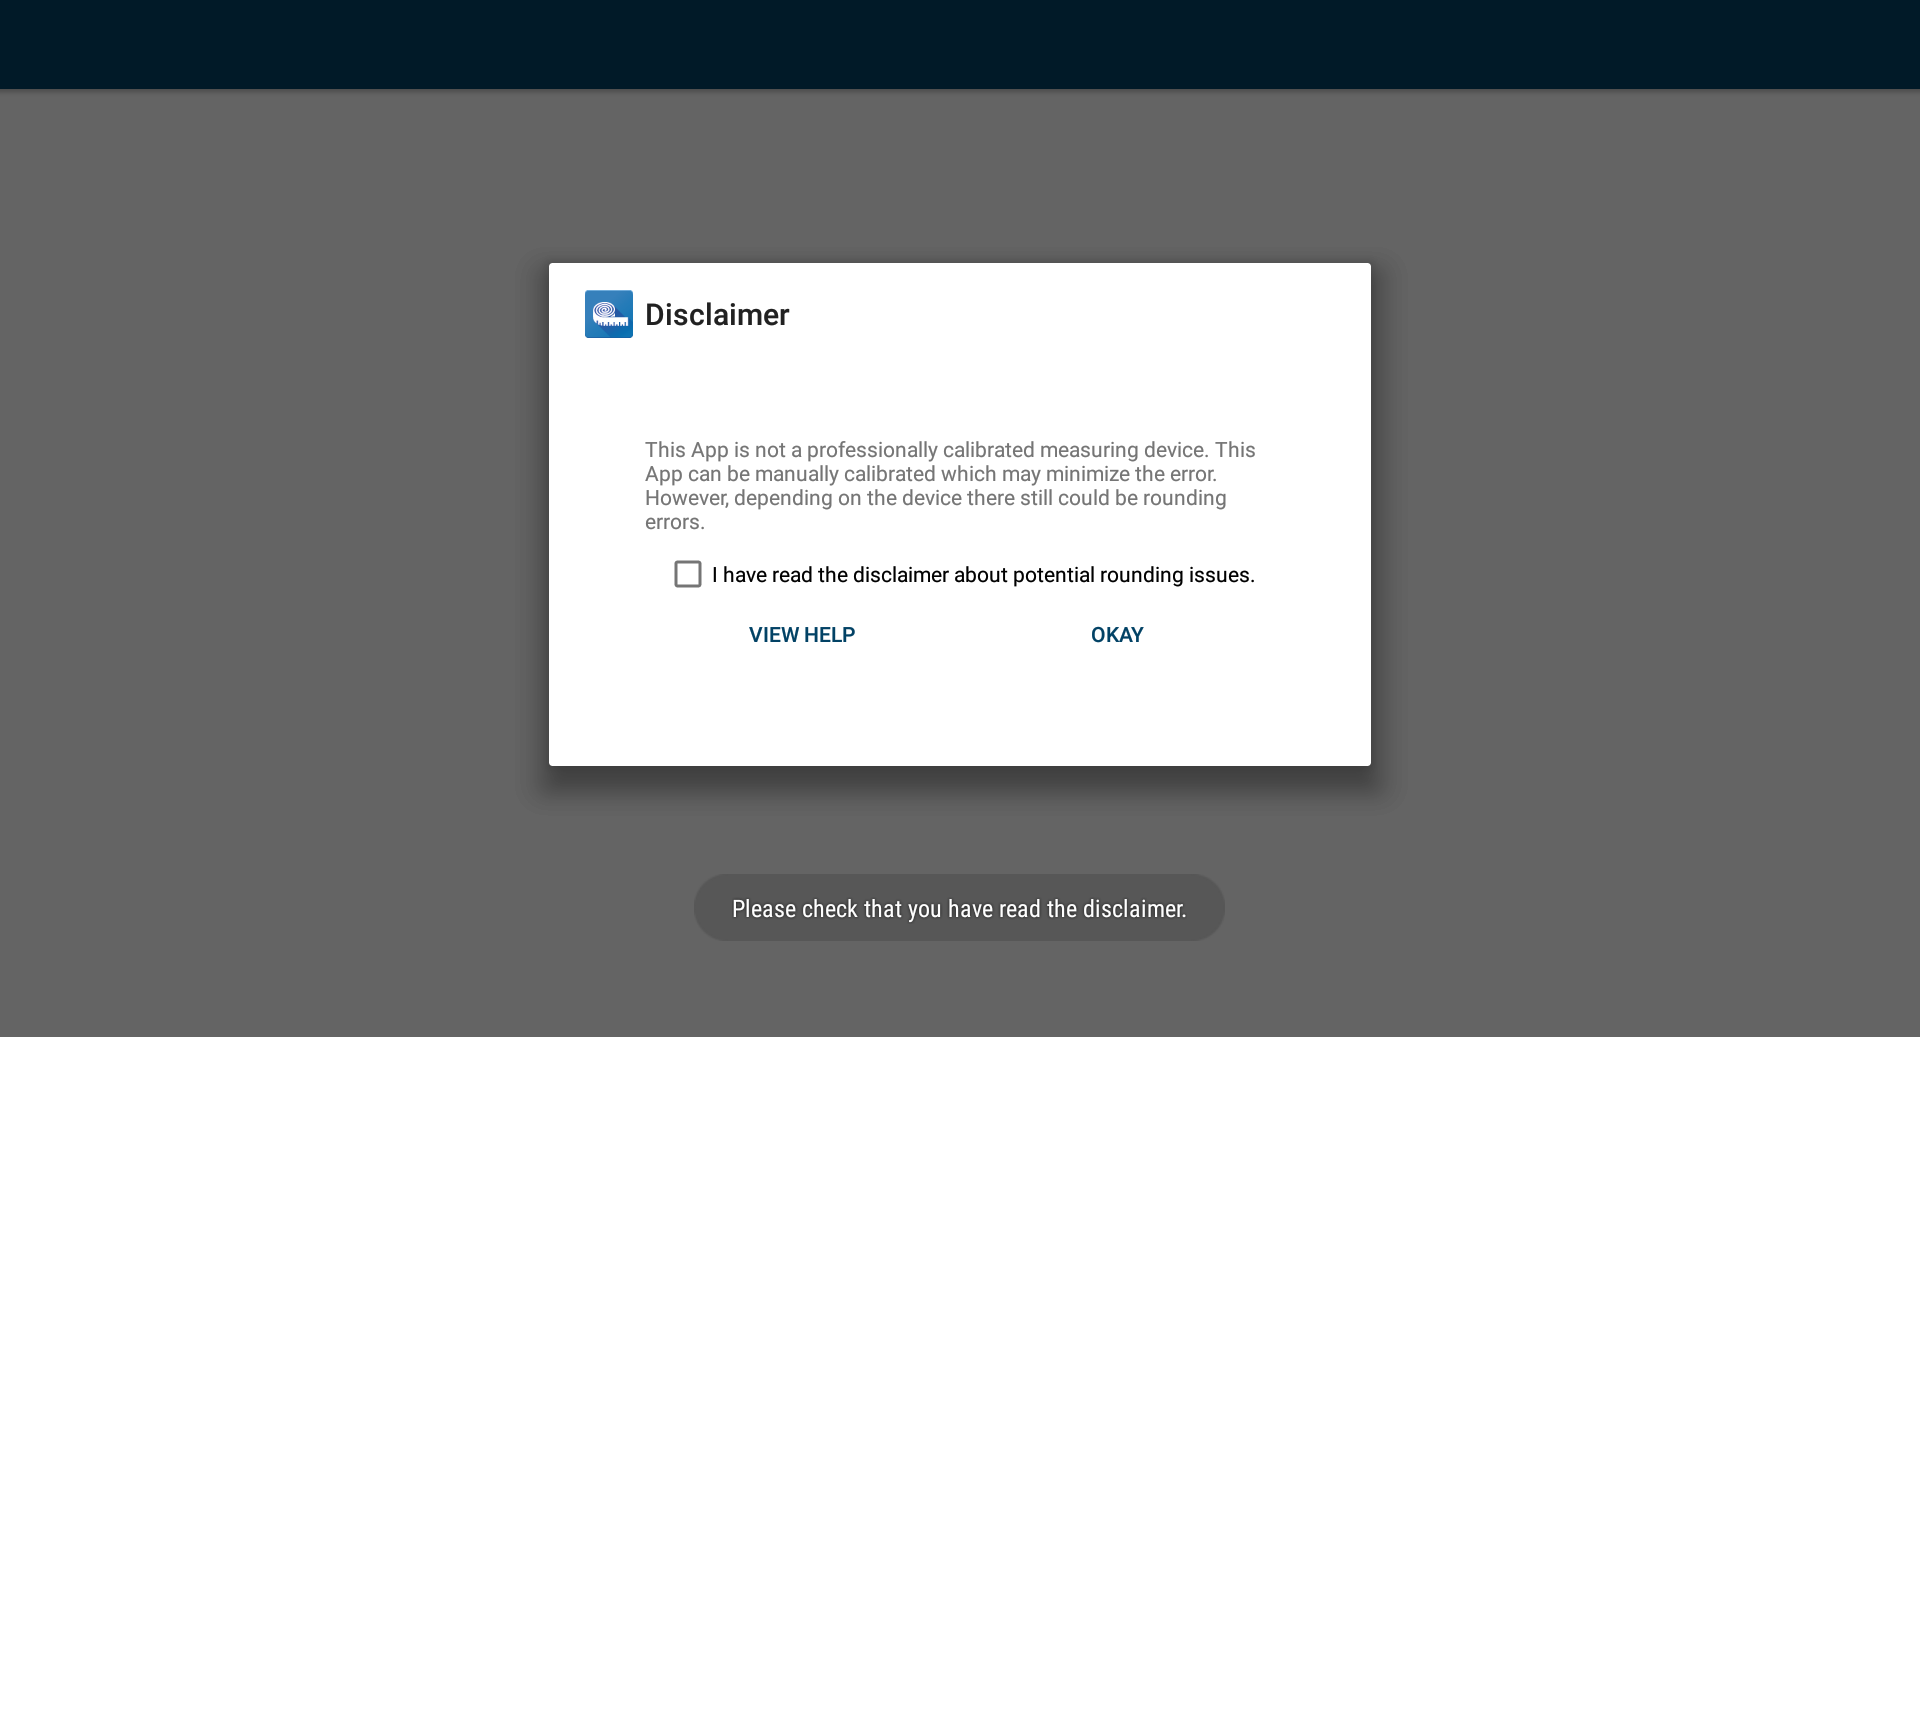 Disclaimer
This App is not a professionally calibrated measuring device. This
App can be manually calibrated which may minimize the error.
However, depending on the device there still could be rounding
errors.
I have read the disclaimer about potential rounding issues.
VIEW HELP
OKAY
Please check that you have read the disclaimer.